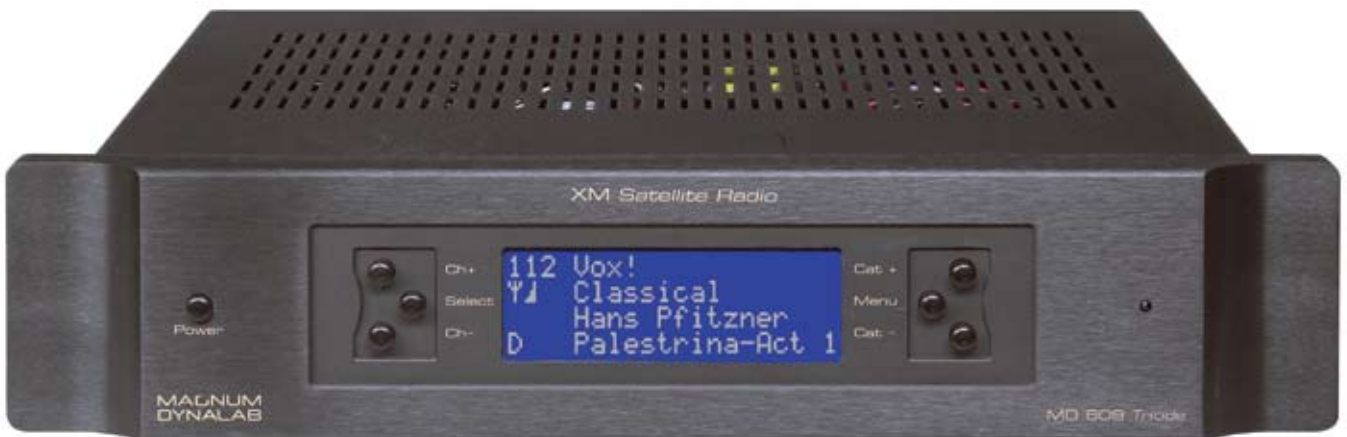 XM Satellite Radio
Ch+
Select
Ch-
112 Vox!
Classical
Hans Pfitzner
D Palestrina-Act 1
Cat +
Menu
Cat -
Power
MAGNUM
DYNALAB
MD 609 Triode